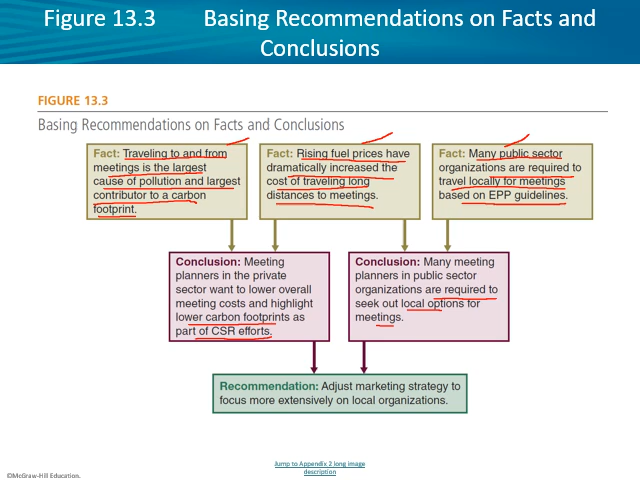 Figure 13.3 Basing Recommendations on Facts and
Conclusions
FIGURE 13.3
Basing Recommendations on Facts and Conclusions
Fact: Traveling to and from
meetings is the largest
cause of pollution and largest
contributor to a carbon
footprint.
Fact: Rising fuel prices have
dramatically increased the
cost of traveling long
distances to meetings.
Fact: Many public sector
organizations are required to
travel locally for meetings
based on EPP guidelines.
Conclusion: Meeting
planners in the private
sector want to lower overall
meeting costs and highlight
lower carbon footprints as
part of CSR efforts.
Conclusion: Many meeting
planners in public sector
organizations are required to
seek out local options for
meetings.
Recommendation: Adjust marketing strategy to
focus more extensively on local organizations.
Jump to Appendix 2 long image
description
©McGraw-Hill Education.